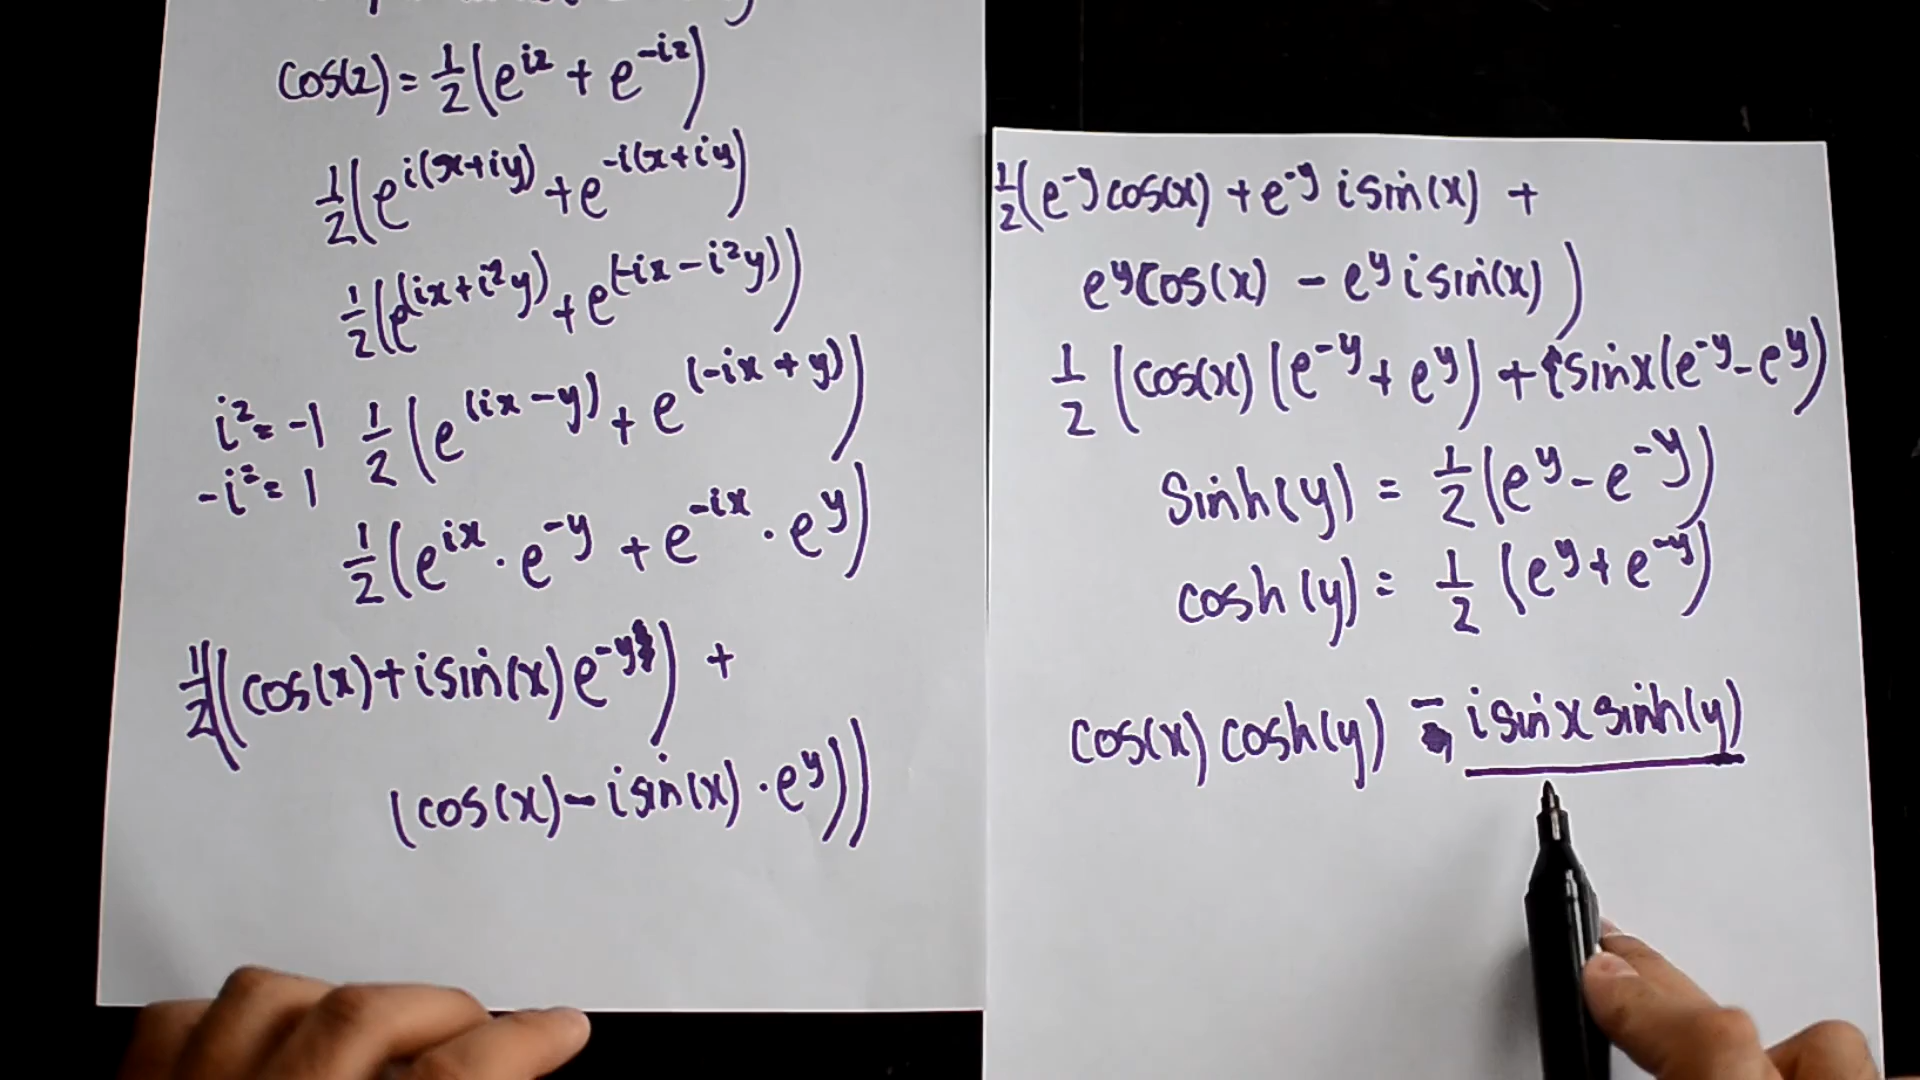 cos(z) = 1/2 (e^{iz} + e^{-iz})
1/2 (e^{i(x+iy)} + e^{-i(x+iy)})
1/2 (e^{(ix+i²y)} + e^{(-ix-i²y)})
i² = -1 1/2 (e^{(ix-y)} + e^{(-ix+y)})
-i² = 1
1/2 (e^{ix} · e^{-y} + e^{-ix} · e^{y})
1/2 ((cos(x) + i sin(x) e^{-y}) +
(cos(x) - i sin(x) · e^{y}))
1/2 (e^{-y} cos(x) + e^{-y} i sin(x) +
e^{y} cos(x) - e^{y} i sin(x))
1/2 (cos(x) (e^{-y} + e^{y}) + i sinx (e^{-y} - e^{y})
Sinh(y) = 1/2 (e^{y} - e^{-y})
cosh(y) = 1/2 (e^{y} + e^{-y})
cos(x) cosh(y) - i sinx sinh(y)